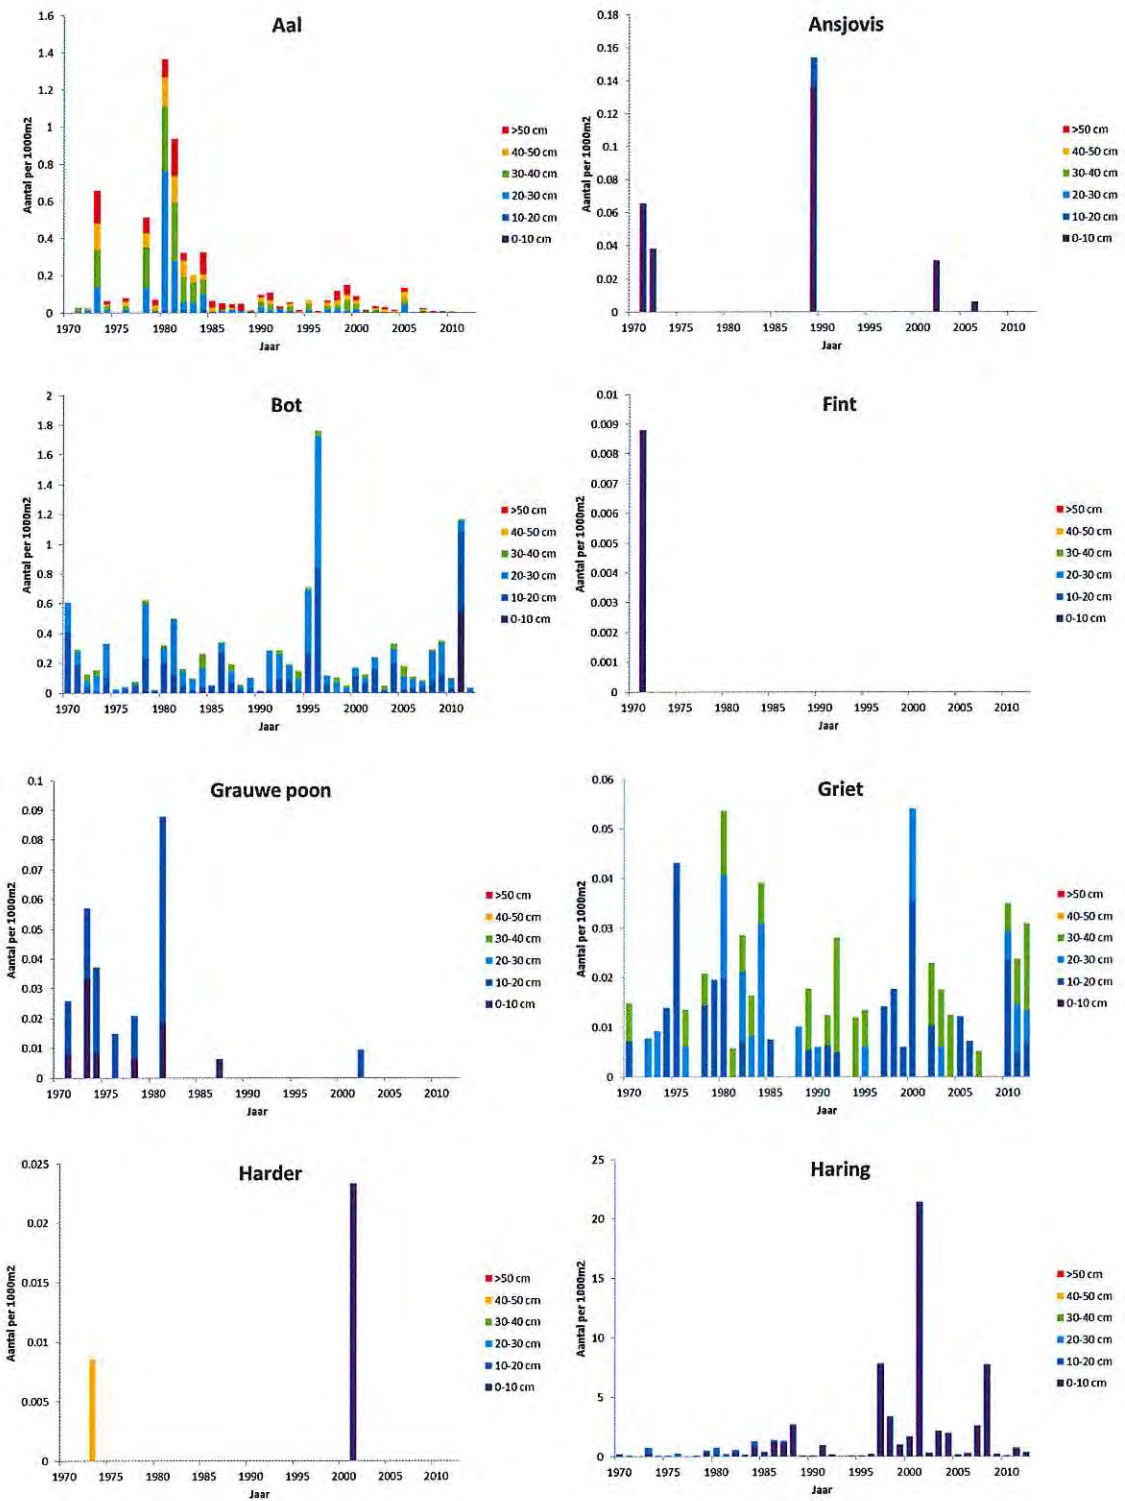 Aal
Aantal per 1000m2
1.6
1.4
1.2
1
0.8
0.6
0.4
0.2
0
1970 1975 1980 1985 1990 1995 2000 2005 2010
Jaar
>50 cm
40-50 cm
30-40 cm
20-30 cm
10-20 cm
0-10 cm
Ansjovis
Aantal per 1000m2
0.18
0.16
0.14
0.12
0.1
0.08
0.06
0.04
0.02
0
1970 1975 1980 1985 1990 1995 2000 2005 2010
Jaar
>50 cm
40-50 cm
30-40 cm
20-30 cm
10-20 cm
0-10 cm
Bot
Aantal per 1000m2
2
1.8
1.6
1.4
1.2
1
0.8
0.6
0.4
0.2
0
1970 1975 1980 1985 1990 1995 2000 2005 2010
Jaar
>50 cm
40-50 cm
30-40 cm
20-30 cm
10-20 cm
0-10 cm
Fint
Aantal per 1000m2
0.01
0.009
0.008
0.007
0.006
0.005
0.004
0.003
0.002
0.001
0
1970 1975 1980 1985 1990 1995 2000 2005 2010
Jaar
>50 cm
40-50 cm
30-40 cm
20-30 cm
10-20 cm
0-10 cm
Grauwe poon
Aantal per 1000m2
0.1
0.09
0.08
0.07
0.06
0.05
0.04
0.03
0.02
0.01
0
1970 1975 1980 1985 1990 1995 2000 2005 2010
Jaar
>50 cm
40-50 cm
30-40 cm
20-30 cm
10-20 cm
0-10 cm
Griet
Aantal per 1000m2
0.06
0.05
0.04
0.03
0.02
0.01
0
1970 1975 1980 1985 1990 1995 2000 2005 2010
Jaar
>50 cm
40-50 cm
30-40 cm
20-30 cm
10-20 cm
0-10 cm
Harder
Aantal per 1000m2
0.025
0.02
0.015
0.01
0.005
0
1970 1975 1980 1985 1990 1995 2000 2005 2010
Jaar
>50 cm
40-50 cm
30-40 cm
20-30 cm
10-20 cm
0-10 cm
Haring
Aantal per 1000m2
25
20
15
10
5
0
1970 1975 1980 1985 1990 1995 2000 2005 2010
Jaar
>50 cm
40-50 cm
30-40 cm
20-30 cm
10-20 cm
0-10 cm